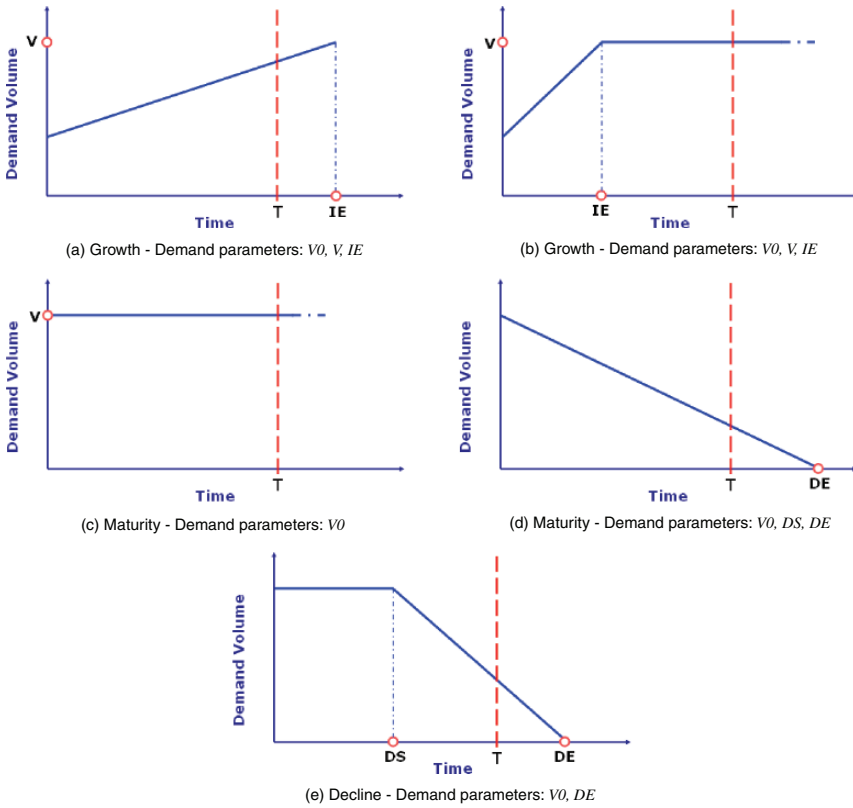 V
Demand Volume
T
IE
Time
(a) Growth - Demand parameters: V0, V, IE
V
Demand Volume
IE
T
Time
(b) Growth - Demand parameters: V0, V, IE
V
Demand Volume
T
Time
(c) Maturity - Demand parameters: V0
Demand Volume
T
DE
Time
(d) Maturity - Demand parameters: V0, DS, DE
Demand Volume
DS
T
DE
Time
(e) Decline - Demand parameters: V0, DE